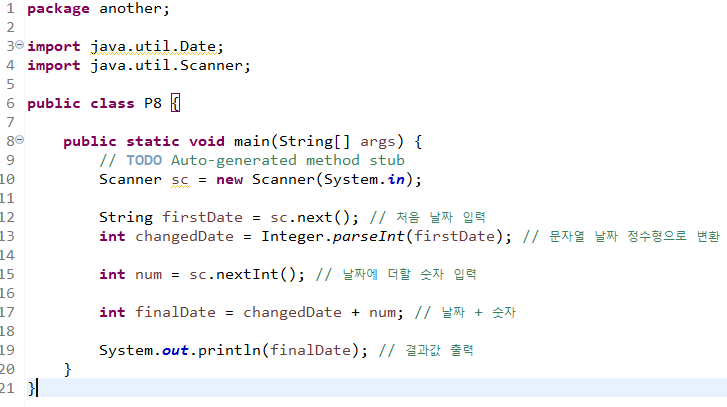 1 package another;
2
3 import java.util.Date;
4 import java.util.Scanner;
5
6 public class P8 {
7
8 public static void main(String[] args) {
9 // TODO Auto-generated method stub
10 Scanner sc = new Scanner(System.in);
11
12 String firstDate = sc.next(); // 처음 날짜 입력
13 int changedDate = Integer.parseInt(firstDate); // 문자열 날짜 정수형으로 변환
14
15 int num = sc.nextInt(); // 날짜에 더할 숫자 입력
16
17 int finalDate = changedDate + num; // 날짜 + 숫자
18
19 System.out.println(finalDate); // 결과값 출력
20 }
21 }